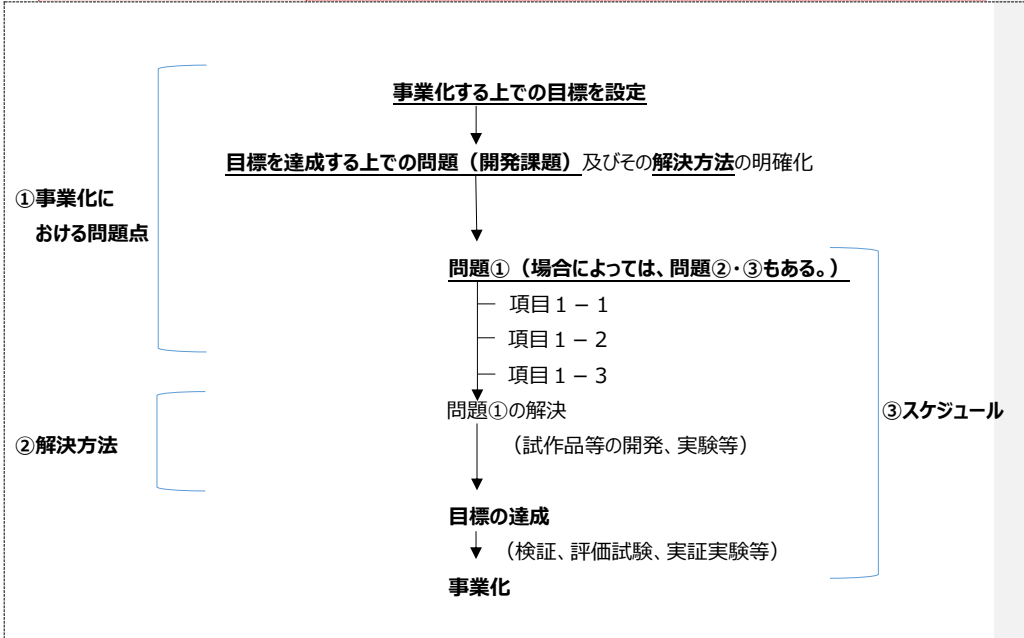 事業化する上での目標を設定
目標を達成する上での問題(開発課題)及びその解決方法の明確化
①事業化に
おける問題点
問題①(場合によっては、問題②・③もある。)
項目1-1
項目1-2
項目1-3
問題①の解決
③スケジュール
②解決方法
(試作品等の開発、実験等)
目標の達成
(検証、評価試験、実証実験等)
事業化